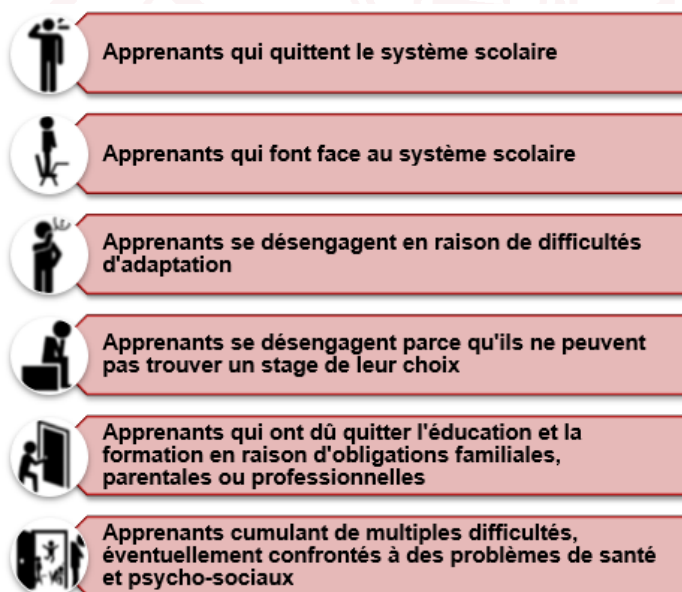 Apprenants qui quittent le système scolaire
Apprenants qui font face au système scolaire
Apprenants se désengagent en raison de difficultés
d'adaptation
Apprenants se désengagent parce qu'ils ne peuvent
pas trouver un stage de leur choix
Apprenants qui ont dû quitter l'éducation et la
formation en raison d'obligations familiales,
parentales ou professionnelles
Apprenants cumulant de multiples difficultés,
éventuellement confrontés à des problèmes de santé
et psycho-sociaux